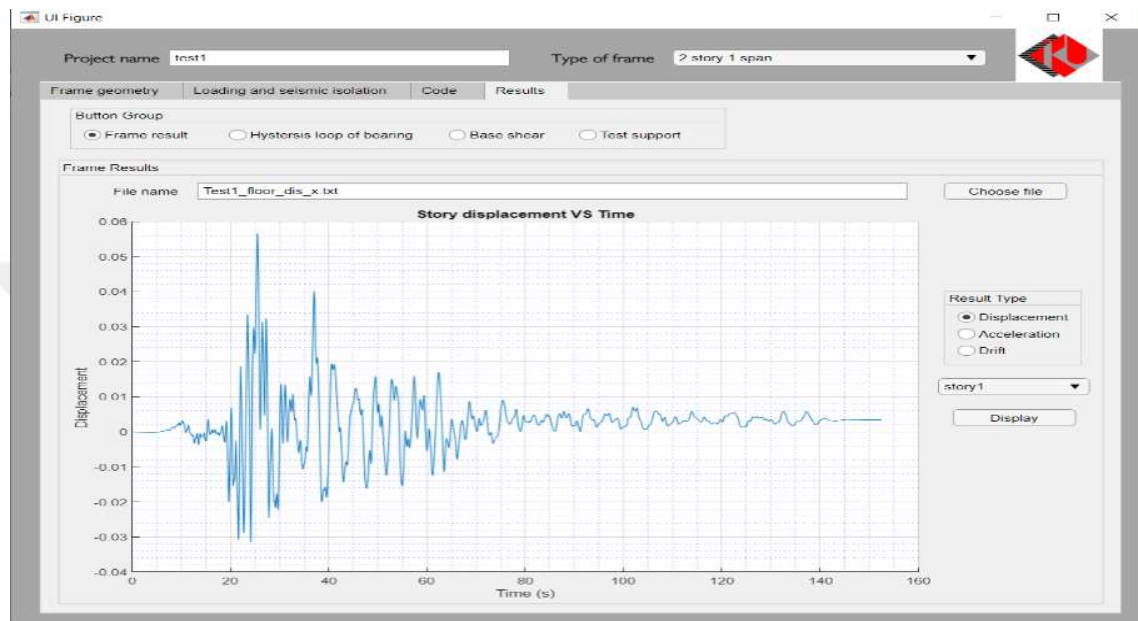 UI Figure
Project name test1 Type of frame 2 story 1 span
Frame geometry Loading and seismic isolation Code Results
Button Group
Frame result Hystersis loop of bearing Base shear Test support
Frame Results
File name Test1_floor_dis_x.txt Choose file
Story displacement VS Time
0.06
0.05
0.04
0.03
0.02
0.01
0
-0.01
-0.02
-0.03
-0.04
Displacement
0 20 40 60 80 100 120 140 160
Time (s)
Result Type
Displacement
Acceleration
Drift
story1
Display